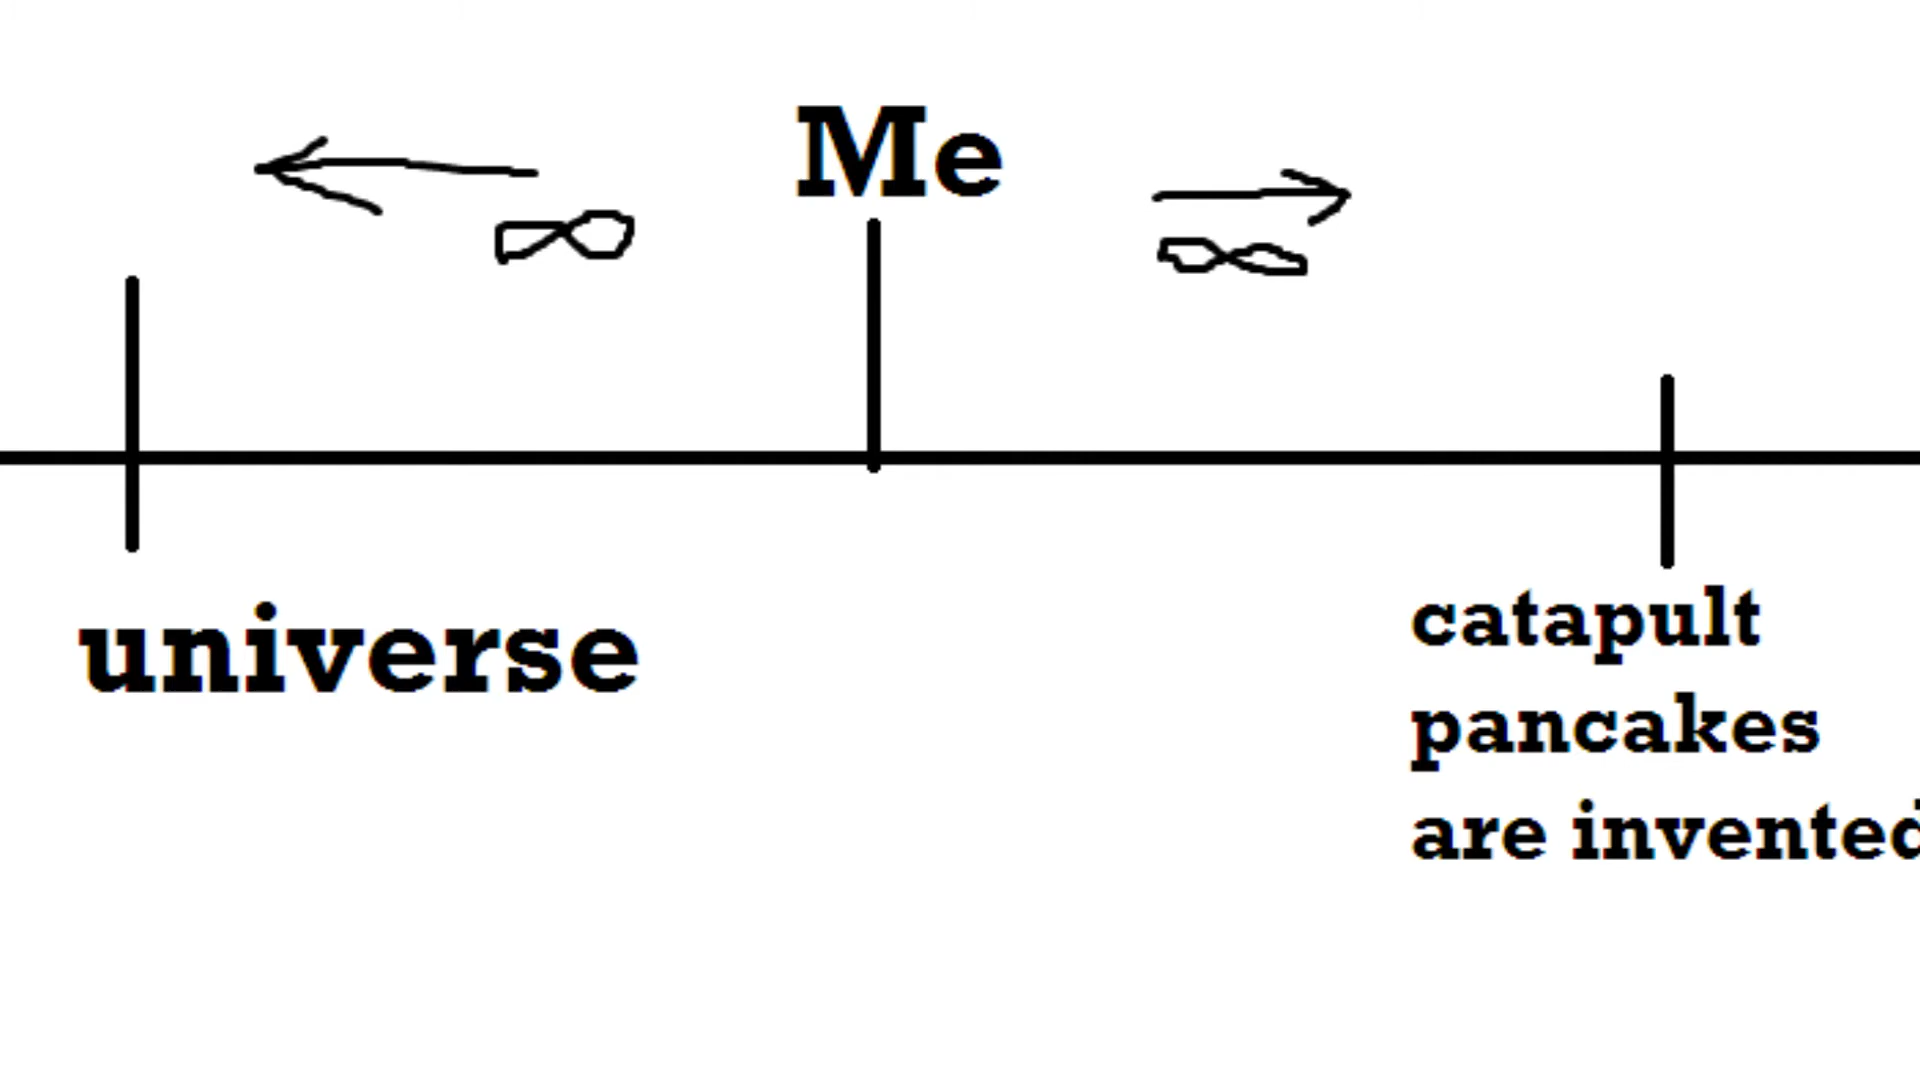 Me
∞
∞
universe
catapult
pancakes
are invented